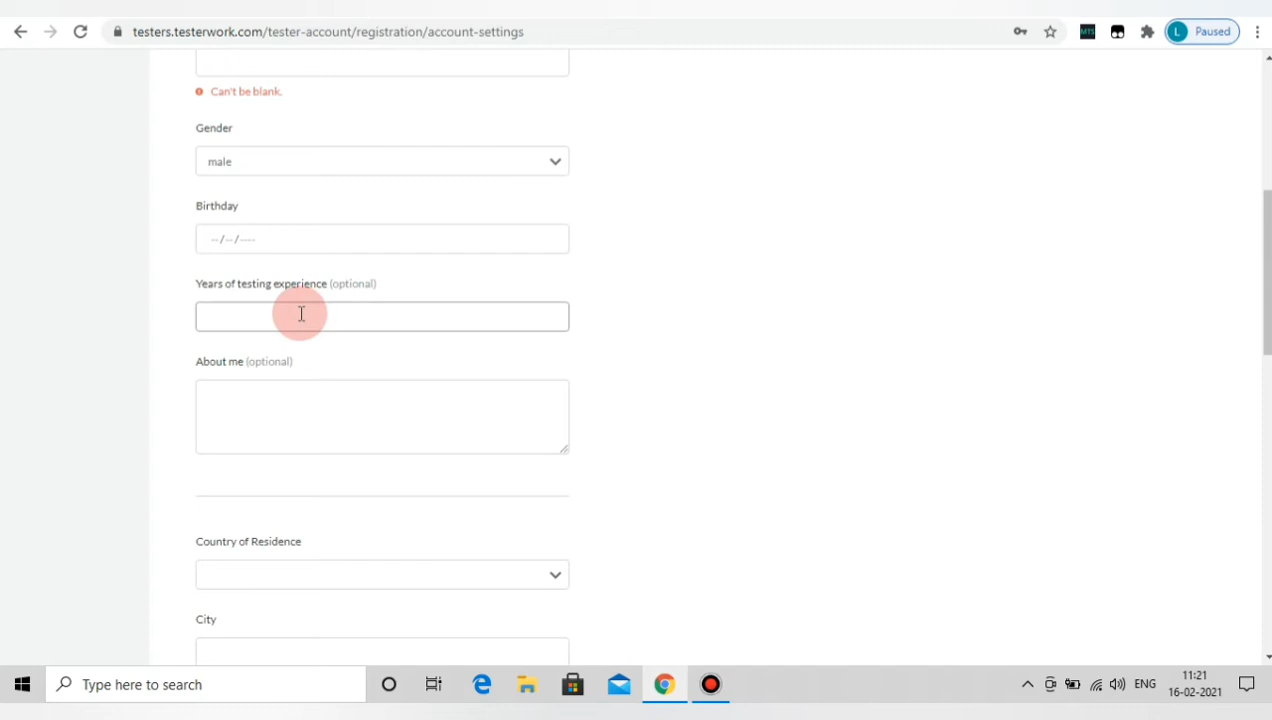 testers.testerwork.com/tester-account/registration/account-settings
MTS
L
Paused
Can't be blank.
Gender
male
Birthday
--/--/----
Years of testing experience (optional)
About me (optional)
Country of Residence
City
Type here to search
ENG
11:21
16-02-2021